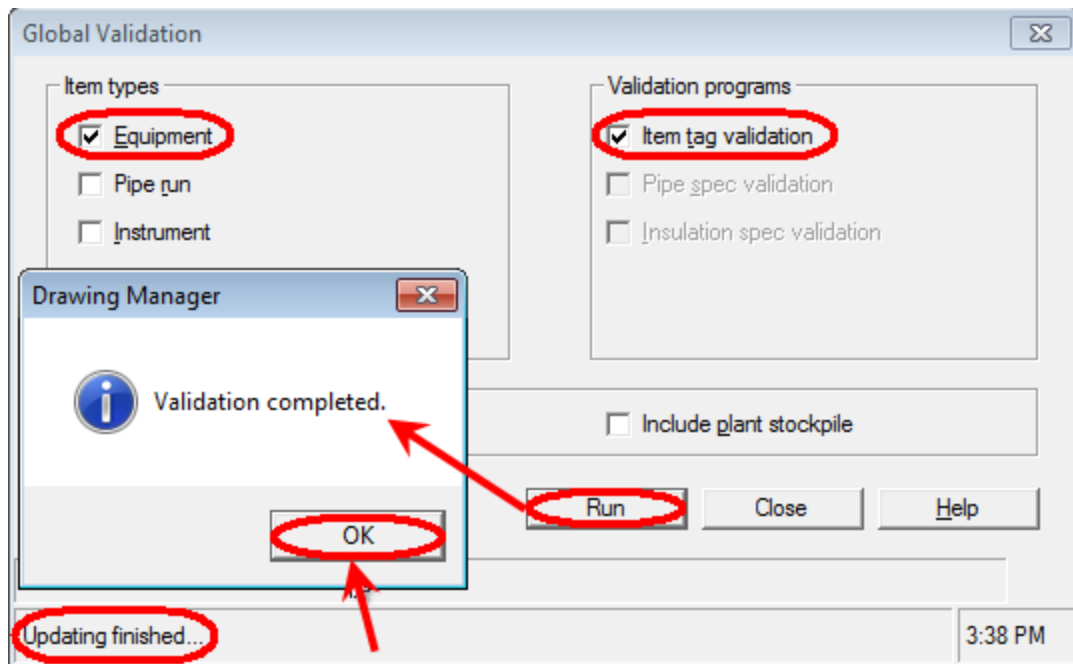 Global Validation
Item types
Equipment
Pipe run
Instrument
Validation programs
Item tag validation
Pipe spec validation
Insulation spec validation
Drawing Manager
Validation completed.
OK
Include plant stockpile
Run
Close
Help
Updating finished...
3:38 PM